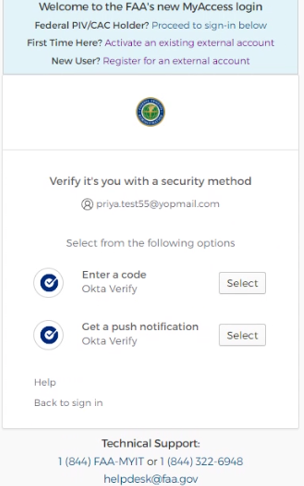 Welcome to the FAA's new MyAccess login
Federal PIV/CAC Holder? Proceed to sign-in below
First Time Here? Activate an existing external account
New User? Register for an external account
Verify it's you with a security method
priya.test55@yopmail.com
Select from the following options
Enter a code
Okta Verify
Select
Get a push notification
Okta Verify
Select
Help
Back to sign in
Technical Support:
1 (844) FAA-MYIT or 1 (844) 322-6948
helpdesk@faa.gov